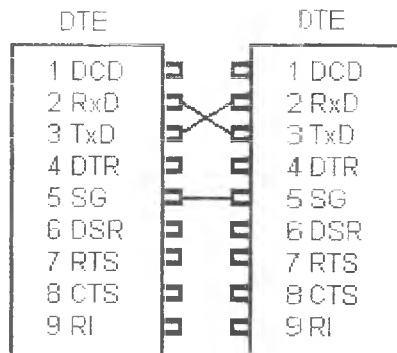 DTE
1 DCD
2 RxD
3 TxD
4 DTR
5 SG
6 DSR
7 RTS
8 CTS
9 RI
DTE
1 DCD
2 RxD
3 TxD
4 DTR
5 SG
6 DSR
7 RTS
8 CTS
9 RI